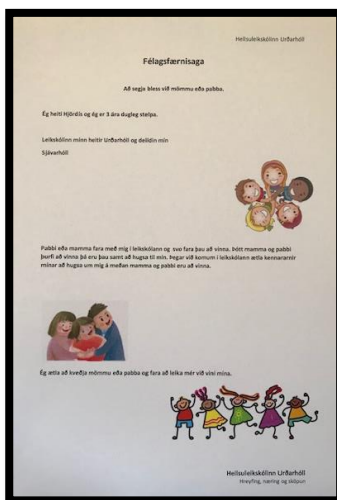 Heilsuleikskólinn Urðarhóll
Félagsfærnisaga
Að segja bless við mömmu eða pabba.
Ég heiti Hjördís og ég er 3 ára dugleg stelpa.
Leikskólinn minn heitir Urðarhóll og deildin mín
Sjávarhóll
Pabbi eða mamma fara með mig í leikskólann og svo fara þau að vinna. Þótt mamma og pabbi
þurfi að vinna þá eru þau samt að hugsa til mín. Þegar við komum í leikskólann ætla kennararnir
mínar að hugsa um mig á meðan mamma og pabbi eru að vinna.
Ég ætla að kveðja mömmu eða pabba og fara að leika mér við vini mína.
Heilsuleikskólinn Urðarhóll
Hreyfing, næring og sköpun